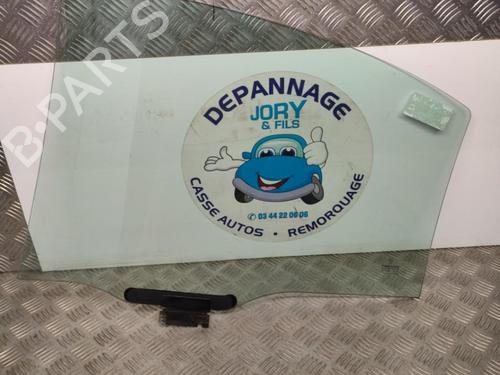 B-PARTS
DEPANNAGE
JORY
& FILS
✆ 03 44 22 06 06
CASSE AUTOS • REMORQUAGE